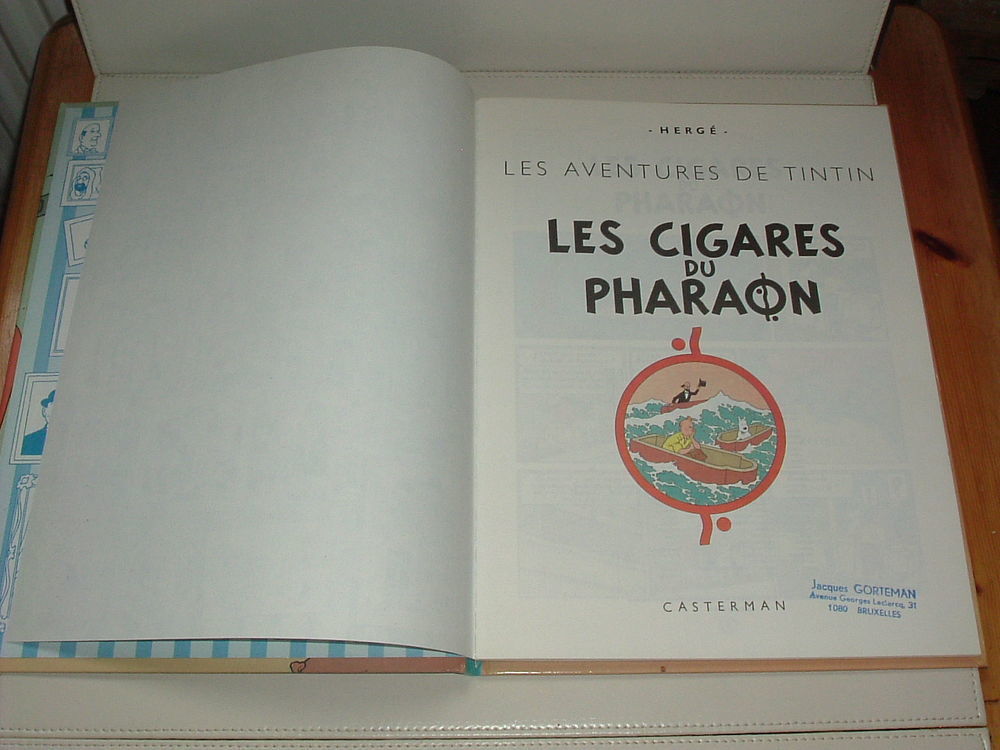 - HERGÉ -
LES AVENTURES DE TINTIN
LES CIGARES
DU
PHARAON
CASTERMAN
Jacques GORTEMAN
Avenue Georges Leclercq, 31
1080 BRUXELLES